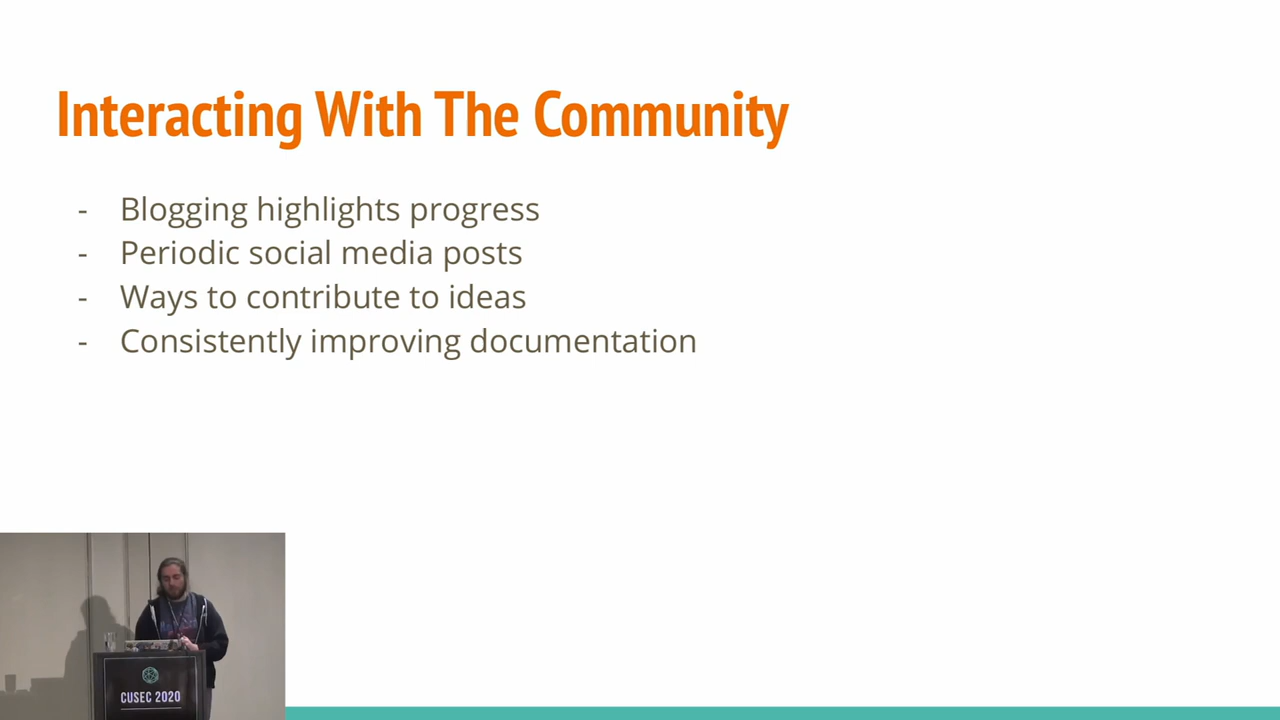 Interacting With The Community
- Blogging highlights progress
- Periodic social media posts
- Ways to contribute to ideas
- Consistently improving documentation
CUSEC 2020